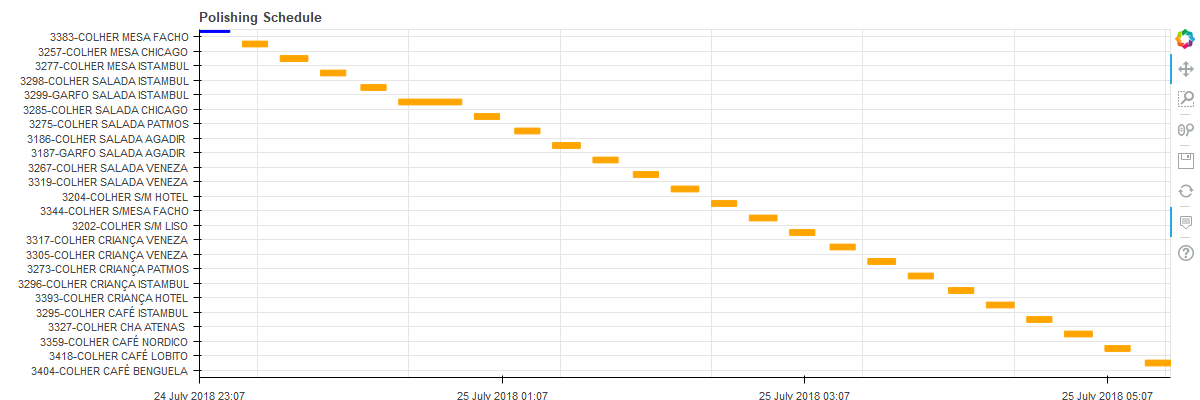 Polishing Schedule
3383-COLHER MESA FACHO
3257-COLHER MESA CHICAGO
3277-COLHER MESA ISTAMBUL
3298-COLHER SALADA ISTAMBUL
3299-GARFO SALADA ISTAMBUL
3285-COLHER SALADA CHICAGO
3275-COLHER SALADA PATMOS
3186-COLHER SALADA AGADIR
3187-GARFO SALADA AGADIR
3267-COLHER SALADA VENEZA
3319-COLHER SALADA VENEZA
3204-COLHER S/M HOTEL
3344-COLHER S/MESA FACHO
3202-COLHER S/M LISO
3317-COLHER CRIANÇA VENEZA
3305-COLHER CRIANÇA VENEZA
3273-COLHER CRIANÇA PATMOS
3296-COLHER CRIANÇA ISTAMBUL
3393-COLHER CRIANÇA HOTEL
3295-COLHER CAFÉ ISTAMBUL
3327-COLHER CHA ATENAS
3359-COLHER CAFÉ NORDICO
3418-COLHER CAFÉ LOBITO
3404-COLHER CAFÉ BENGUELA
24 July 2018 23:07
25 July 2018 01:07
25 July 2018 03:07
25 July 2018 05:07